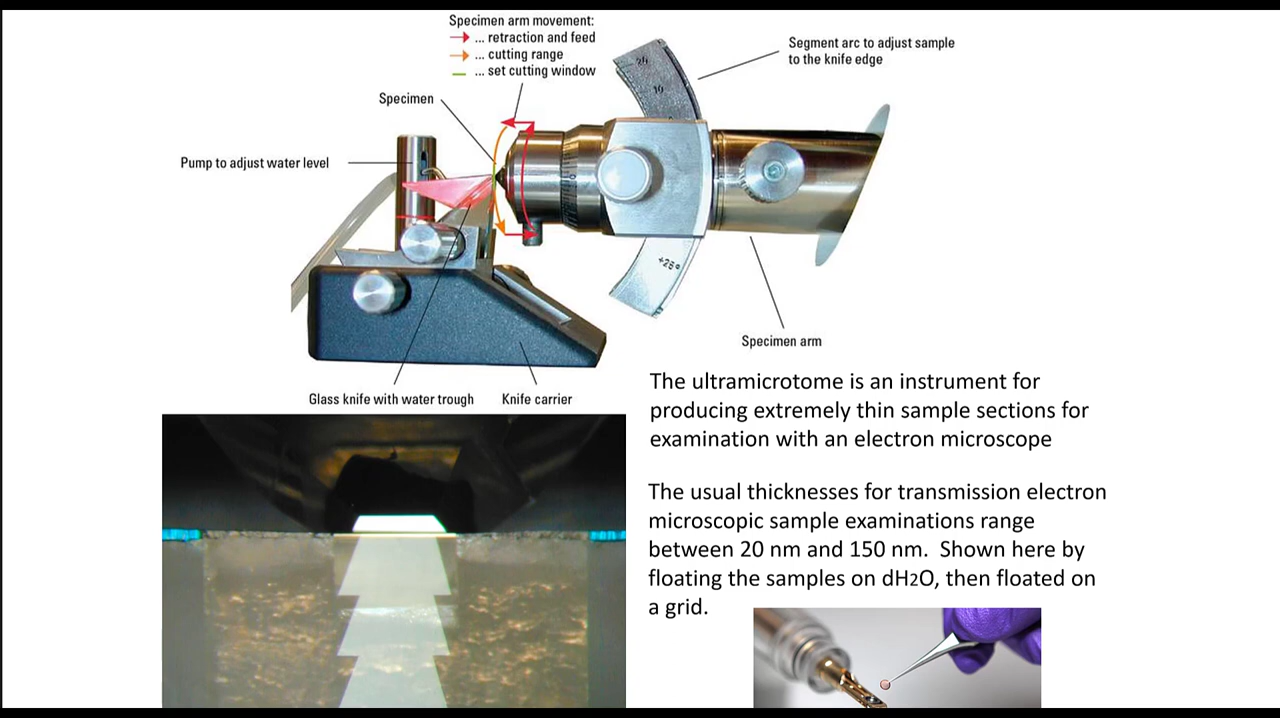 Specimen arm movement:
... retraction and feed
... cutting range
... set cutting window
Segment arc to adjust sample
to the knife edge
Specimen
Pump to adjust water level
10
+25°
Specimen arm
Glass knife with water trough
Knife carrier
The ultramicrotome is an instrument for
producing extremely thin sample sections for
examination with an electron microscope
The usual thicknesses for transmission electron
microscopic sample examinations range
between 20 nm and 150 nm.  Shown here by
floating the samples on dH2O, then floated on
a grid.